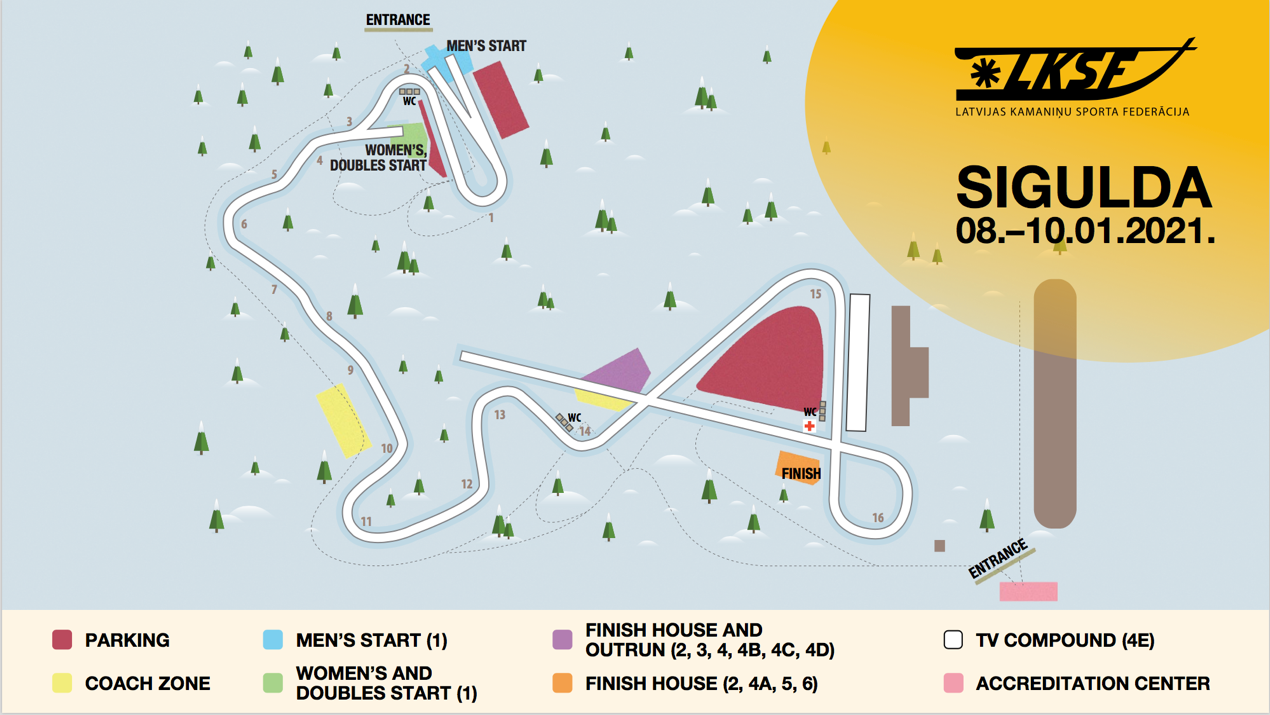 ENTRANCE
MEN'S START
2
WC
3
WOMEN'S,
DOUBLES START
4
5
1
6
7
8
9
10
11
12
13
WC
14
15
WC
FINISH
16
ENTRANCE
LKSF
LATVIJAS KAMANIŅU SPORTA FEDERĀCIJA
SIGULDA
08.–10.01.2021.
PARKING
COACH ZONE
MEN'S START (1)
WOMEN'S AND
DOUBLES START (1)
FINISH HOUSE AND
OUTRUN (2, 3, 4, 4B, 4C, 4D)
FINISH HOUSE (2, 4A, 5, 6)
TV COMPOUND (4E)
ACCREDITATION CENTER